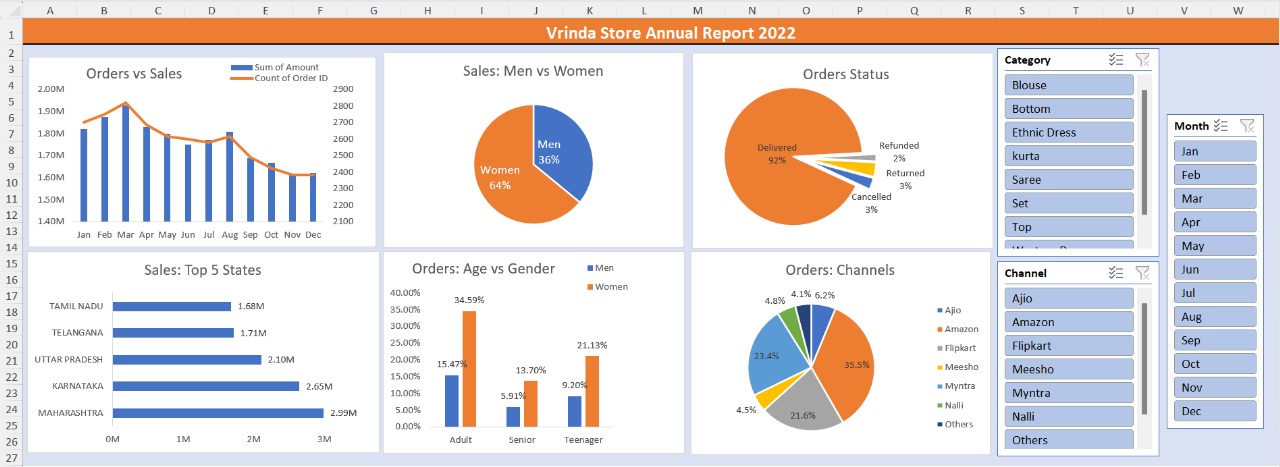 A B C D E F G H I J K L M N O P Q R S T U V W
1 2 3 4 5 6 7 8 9 10 11 12 13 14 15 16 17 18 19 20 21 22 23 24 25 26 27
Vrinda Store Annual Report 2022
Orders vs Sales
Sum of Amount
Count of Order ID
2.00M
1.90M
1.80M
1.70M
1.60M
1.50M
1.40M
2900
2800
2700
2600
2500
2400
2300
2200
2100
Jan Feb Mar Apr May Jun Jul Aug Sep Oct Nov Dec
Sales: Men vs Women
Men
36%
Women
64%
Orders Status
Delivered
92%
Refunded
2%
Returned
3%
Cancelled
3%
Category
Blouse
Bottom
Ethnic Dress
kurta
Saree
Set
Top
Month
Jan
Feb
Mar
Apr
May
Jun
Jul
Aug
Sep
Oct
Nov
Dec
Sales: Top 5 States
TAMIL NADU 1.68M
TELANGANA 1.71M
UTTAR PRADESH 2.10M
KARNATAKA 2.65M
MAHARASHTRA 2.99M
0M 1M 2M 3M
Orders: Age vs Gender
Men
Women
40.00%
35.00%
30.00%
25.00%
20.00%
15.00%
10.00%
5.00%
0.00%
15.47% 34.59%
5.91% 13.70%
9.20% 21.13%
Adult Senior Teenager
Orders: Channels
6.2%
35.5%
21.6%
4.5%
23.4%
4.8%
4.1%
Ajio
Amazon
Flipkart
Meesho
Myntra
Nalli
Others
Channel
Ajio
Amazon
Flipkart
Meesho
Myntra
Nalli
Others